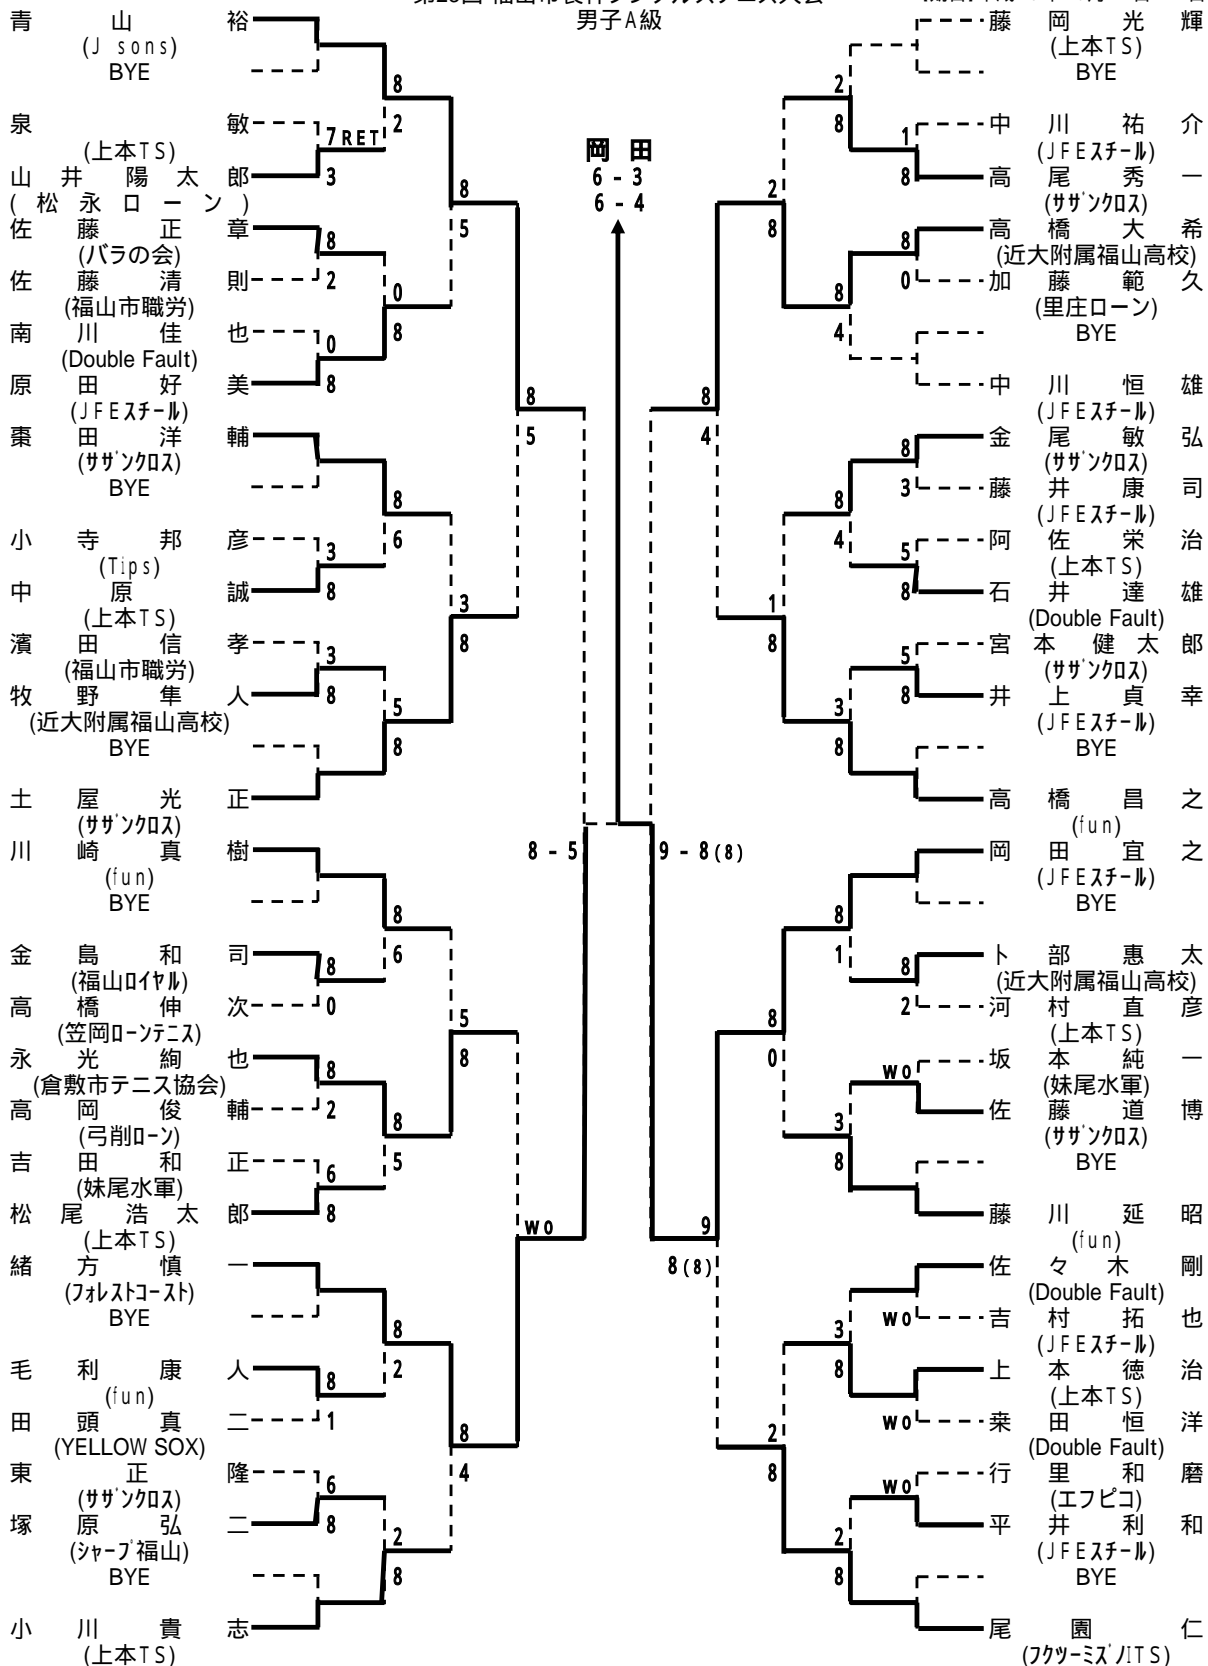 男子A級
青山裕
(J sons)
BYE
泉敏
(上本TS)
山井陽太郎
(松永ローン)
佐藤正章
(バラの会)
佐藤清則
(福山市職労)
南川佳也
(Double Fault)
原田好美
(JFEスチール)
棗田洋輔
(サザンクロス)
BYE
小寺邦彦
(Tips)
中原誠
(上本TS)
濱田信孝
(福山市職労)
牧野隼人
(近大附属福山高校)
BYE
土屋光正
(サザンクロス)
川崎真樹
(fun)
BYE
金島和司
(福山ロイヤル)
高橋伸次
(笠岡ローンテニス)
永光絢也
(倉敷市テニス協会)
高岡俊輔
(弓削ローン)
吉田和正
(妹尾水軍)
松尾浩太郎
(上本TS)
緒方慎一
(フォレストコースト)
BYE
毛利康人
(fun)
田頭真二
(YELLOW SOX)
東正隆
(サザンクロス)
塚原弘二
(シャープ福山)
BYE
小川貴志
(上本TS)
7RET
3
8
2
0
8
3
8
3
8
8
0
8
2
6
8
8
1
6
8
8
2
0
8
8
6
5
8
8
6
8
5
8
2
2
8
8
5
3
8
5
8
8
4
8
5
WO
8 - 5
岡田
6 - 3
6 - 4
9 - 8(8)
8
4
9
8(8)
2
8
1
8
8
0
2
8
2
8
8
4
8
4
3
8
8
1
3
8
3
8
2
8
1
8
8
0
8
3
5
8
5
8
8
2
WO
WO
WO
WO
藤岡光輝
(上本TS)
BYE
中川祐介
(JFEスチール)
高尾秀一
(サザンクロス)
高橋大希
(近大附属福山高校)
加藤範久
(里庄ローン)
BYE
中川恒雄
(JFEスチール)
金尾敏弘
(サザンクロス)
藤井康司
(JFEスチール)
阿佐栄治
(上本TS)
石井達雄
(Double Fault)
宮本健太郎
(サザンクロス)
井上貞幸
(JFEスチール)
BYE
高橋昌之
(fun)
岡田宜之
(JFEスチール)
BYE
卜部惠太
(近大附属福山高校)
河村直彦
(上本TS)
坂本純一
(妹尾水軍)
佐藤道博
(サザンクロス)
BYE
藤川延昭
(fun)
佐々木剛
(Double Fault)
吉村拓也
(JFEスチール)
上本徳治
(上本TS)
桒田恒洋
(Double Fault)
行里和磨
(エフピコ)
平井利和
(JFEスチール)
BYE
尾園仁
(フクツーミズノITS)